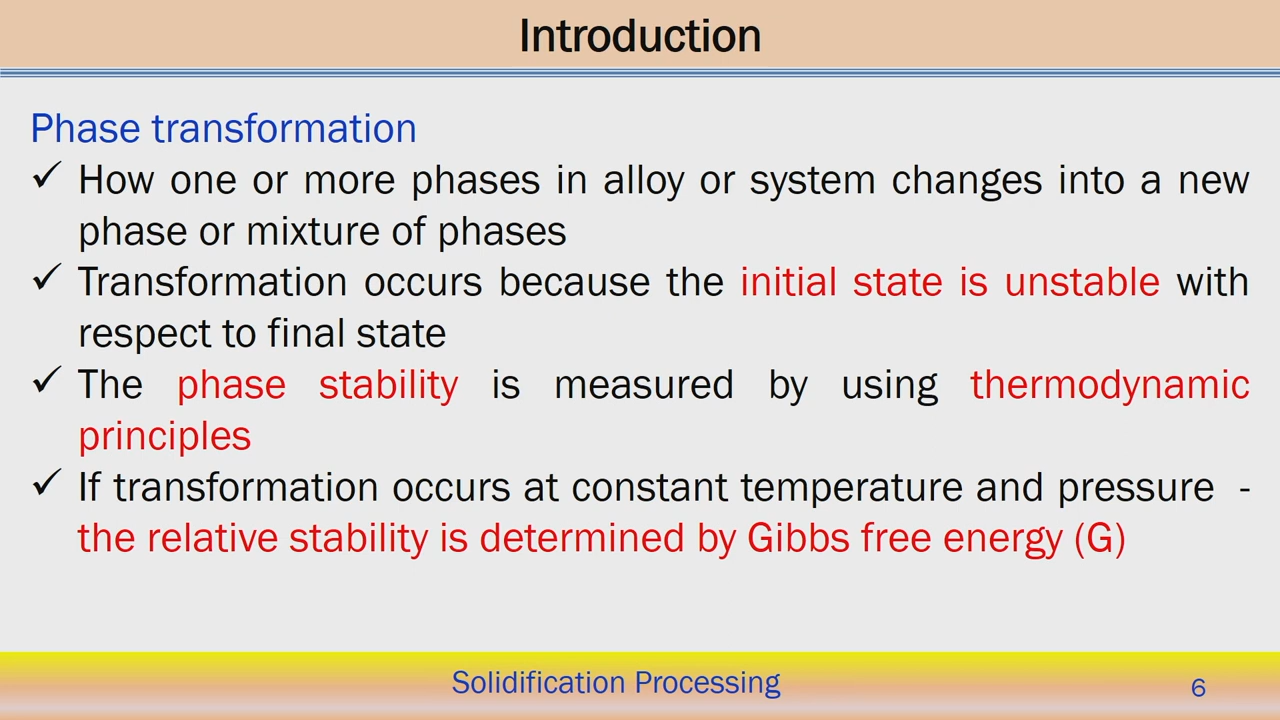 Introduction
Phase transformation
✓ How one or more phases in alloy or system changes into a new
phase or mixture of phases
✓ Transformation occurs because the initial state is unstable with
respect to final state
✓ The phase stability is measured by using thermodynamic
principles
✓ If transformation occurs at constant temperature and pressure -
the relative stability is determined by Gibbs free energy (G)
Solidification Processing
6